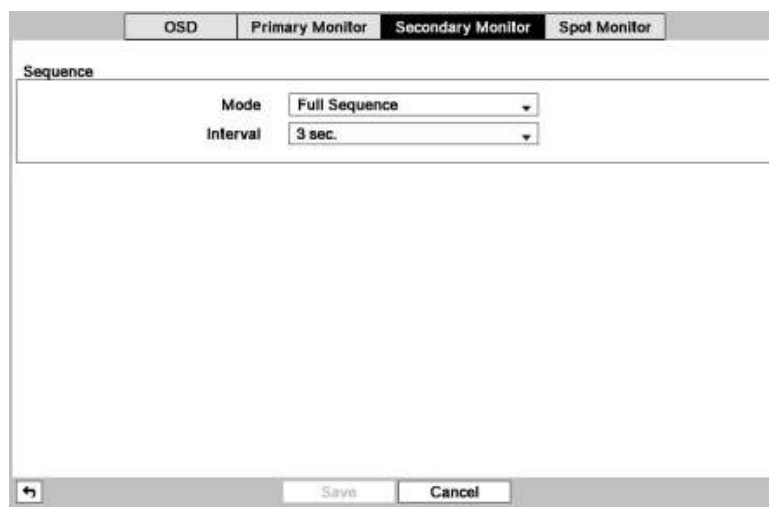 OSD Primary Monitor Secondary Monitor Spot Monitor
Sequence
Mode Full Sequence
Interval 3 sec.
Save Cancel